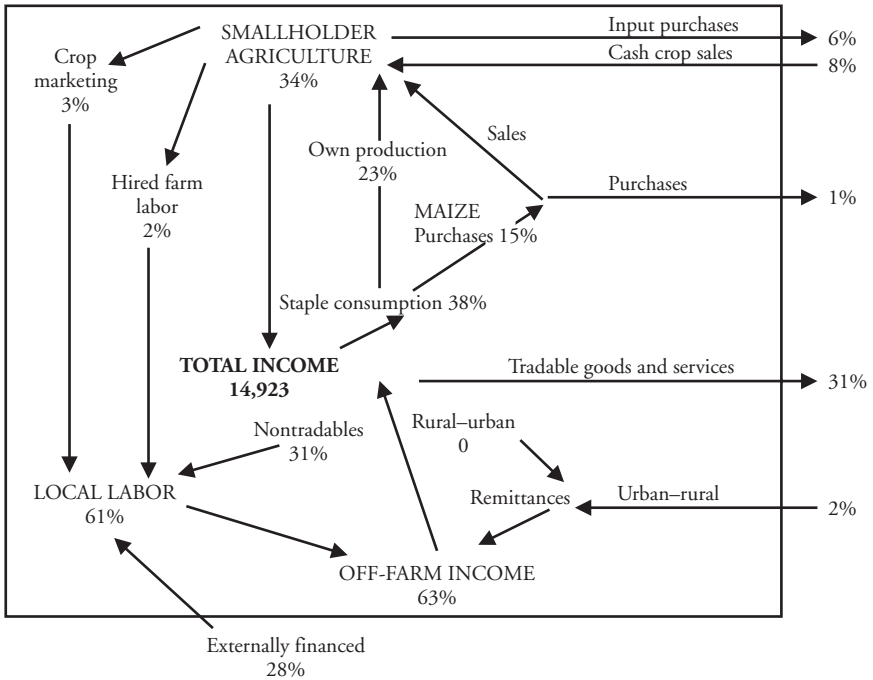 SMALLHOLDER
AGRICULTURE
34%
Input purchases
6%
Cash crop sales
8%
Crop
marketing
3%
Hired farm
labor
2%
Own production
23%
Sales
Purchases
1%
MAIZE
Purchases 15%
Staple consumption 38%
TOTAL INCOME
14,923
Tradable goods and services
31%
Nontradables
31%
Rural–urban
0
Remittances
Urban–rural
2%
LOCAL LABOR
61%
OFF-FARM INCOME
63%
Externally financed
28%